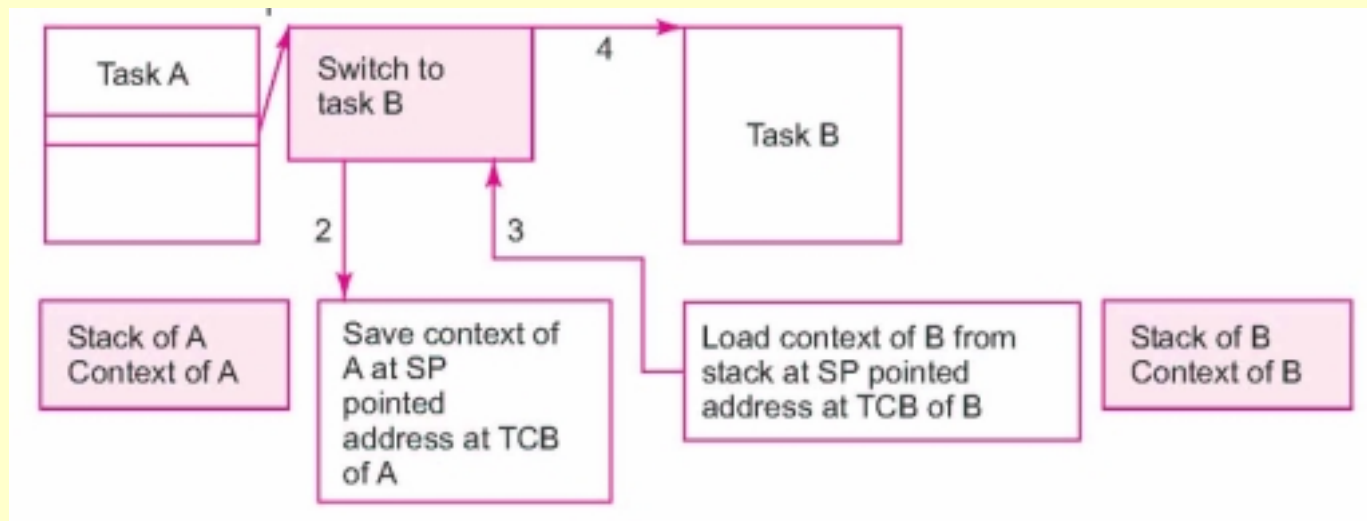 Task A
Switch to
task B
4
Task B
2
3
Stack of A
Context of A
Save context of
A at SP
pointed
address at TCB
of A
Load context of B from
stack at SP pointed
address at TCB of B
Stack of B
Context of B